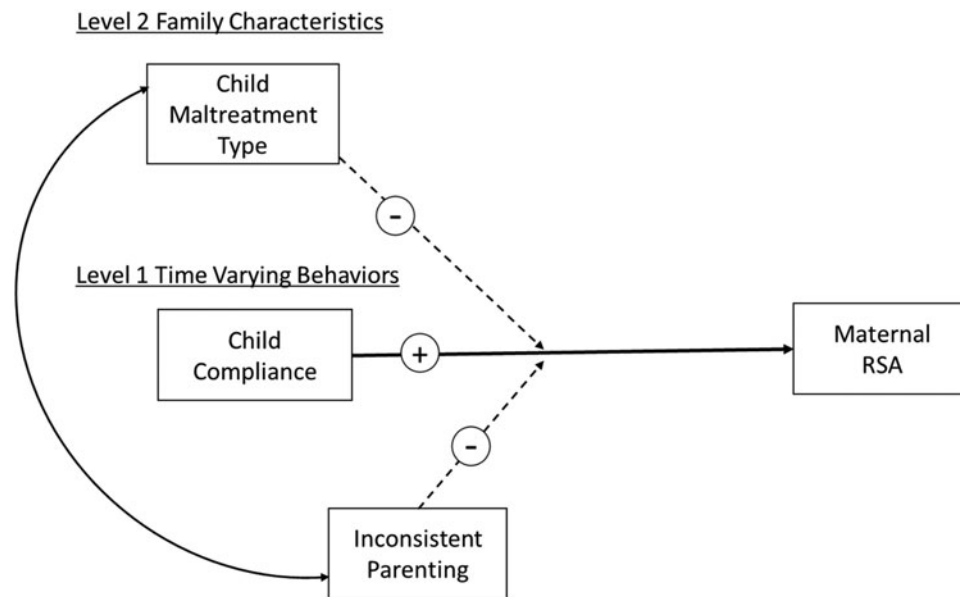 Level 2 Family Characteristics
Child
Maltreatment
Type
-
Level 1 Time Varying Behaviors
Child
Compliance
+
Maternal
RSA
-
Inconsistent
Parenting